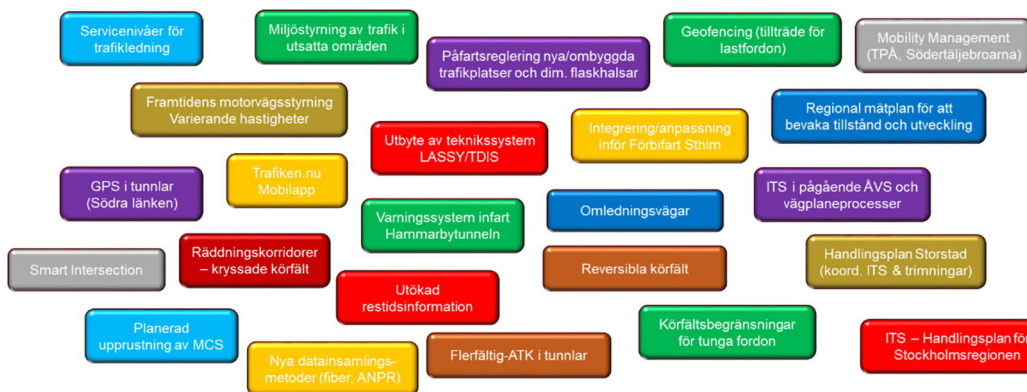 Servicenivåer för
trafikledning
Miljöstyrning av trafik i
utsatta områden
Påfartsreglering nya/ombyggda
trafikplatser och dim. flaskhalsar
Geofencing (tillträde för
lastfordon)
Mobility Management
(TPÅ, Södertäljebroarna)
Framtidens motorvägsstyrning
Varierande hastigheter
Utbyte av tekniksystem
LASSY/TDIS
Integrering/anpassning
inför Förbifart Sthlm
Regional mätplan för att
bevaka tillstånd och utveckling
GPS i tunnlar
(Södra länken)
Trafiken.nu
Mobilapp
Varningssystem infart
Hammarbytunneln
Omledningsvägar
ITS i pågående ÅVS och
vägplaneprocesser
Smart Intersection
Räddningskorridorer
– kryssade körfält
Utökad
restidsinformation
Reversibla körfält
Handlingsplan Storstad
(koord. ITS & trimningar)
Planerad
upprustning av MCS
Nya datainsamlings-
metoder (fiber, ANPR)
Flerfältig-ATK i tunnlar
Körfältsbegränsningar
för tunga fordon
ITS – Handlingsplan för
Stockholmsregionen